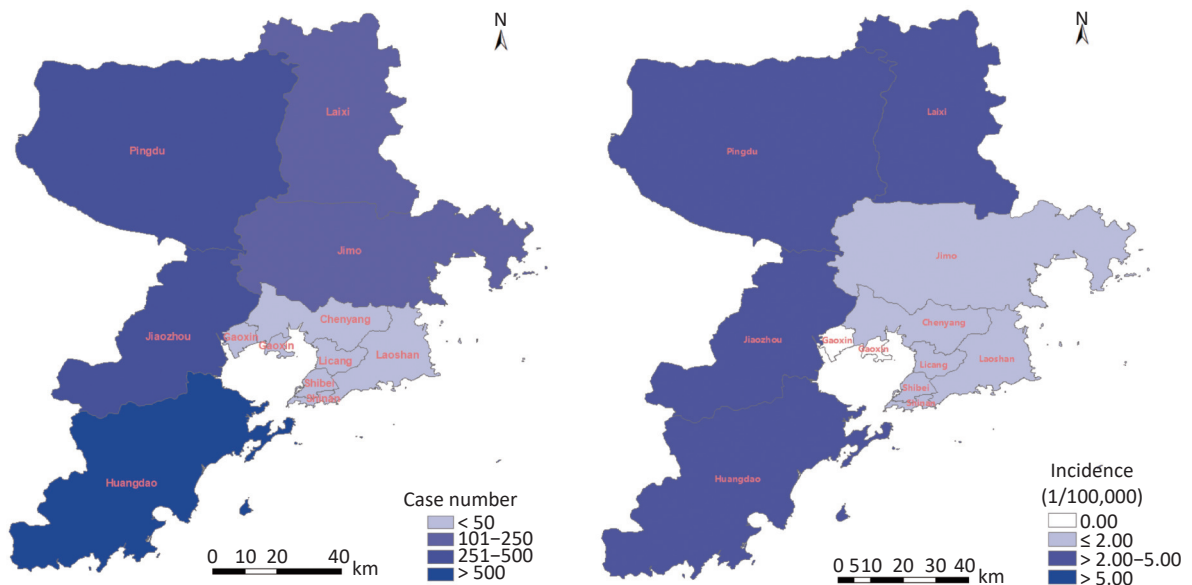 N
Laixi
Pingdu
Jimo
Jiaozhou
Chenyang
Gaoxin
Gaoxin
Licang
Laoshan
Shibei
Huangdao
Case number
< 50
101–250
251–500
> 500
0 10 20 40
km
N
Laixi
Pingdu
Jimo
Jiaozhou
Chenyang
Gaoxin
Gaoxin
Licang
Laoshan
Shibei
Huangdao
Incidence
(1/100,000)
0.00
≤ 2.00
> 2.00–5.00
> 5.00
0 5 10 20 30 40
km